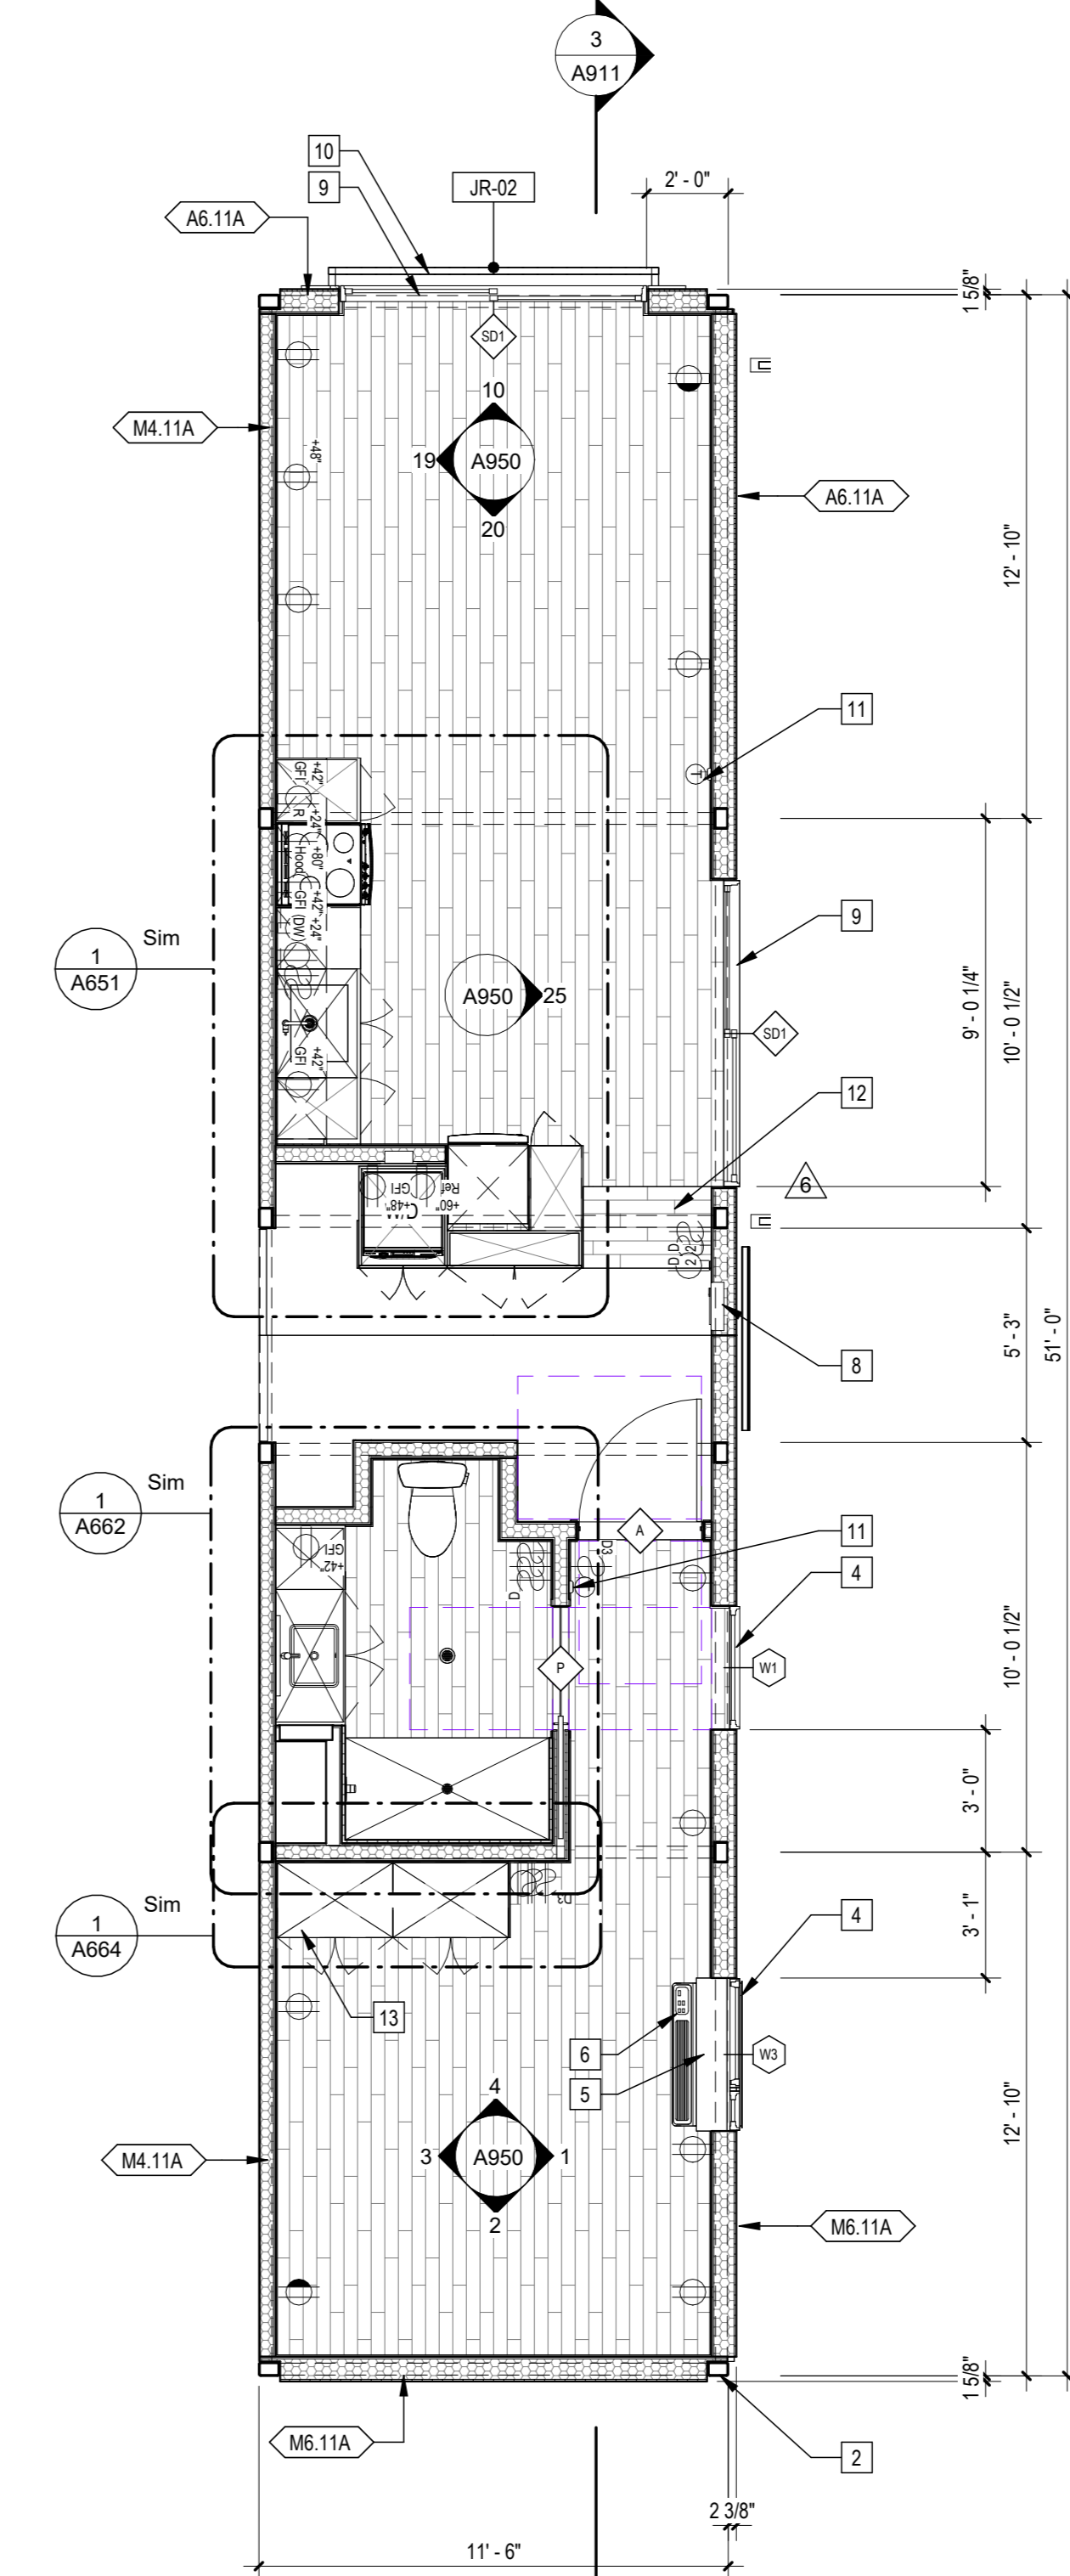 3
A911
10
9
JR-02
2' - 0"
A6.11A
1 5/8"
SD1
10
M4.11A
+48"
19
A950
A6.11A
20
12' - 10"
11
T
+42"
GFI
+24"
R
+80"
Hood
+42"
GFI
+24"
(DW)
9
Sim
1
A651
A950
25
9' - 0 1/4"
10' - 0 1/2"
SD1
+42"
GFI
12
6
GFI
+48"
C/W
Ref
+60"
D
2
D
2
5' - 3"
51' - 0"
8
Sim
1
A662
A
11
4
GFI
+42"
D
D3
P
W1
10' - 0 1/2"
3' - 0"
Sim
1
A664
D3
4
3' - 1"
13
6
W3
5
4
3
A950
1
2
12' - 10"
M4.11A
M6.11A
1 5/8"
M6.11A
2
2 3/8"
11' - 6"